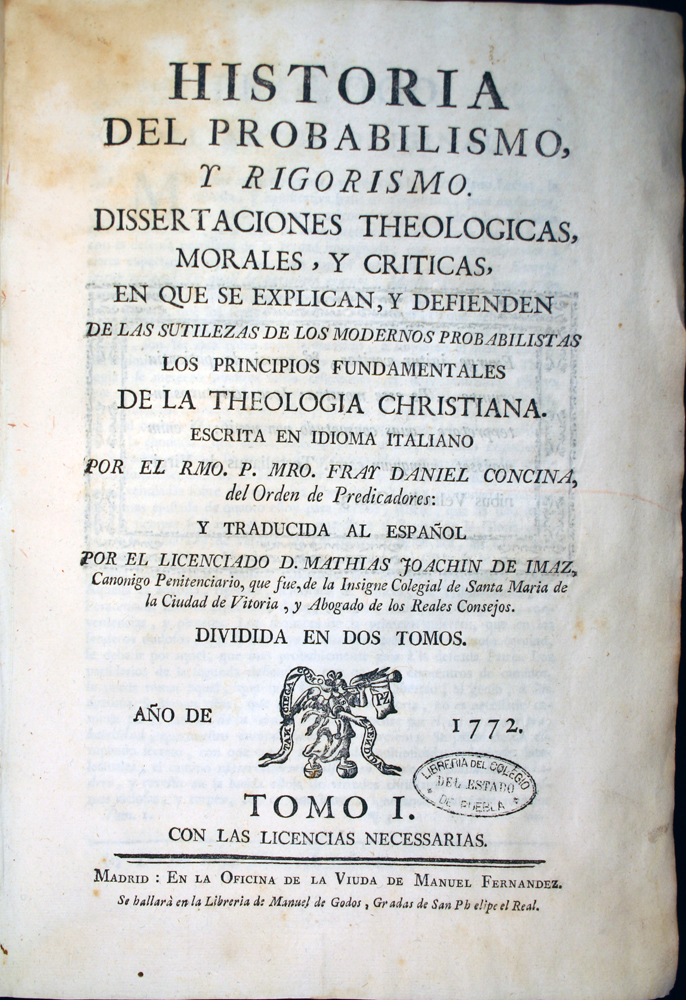 HISTORIA
DEL PROBABILISMO,
Y RIGORISMO.
DISSERTACIONES THEOLOGICAS,
MORALES, Y CRITICAS,
EN QUE SE EXPLICAN, Y DEFIENDEN
DE LAS SUTILEZAS DE LOS MODERNOS PROBABILISTAS
LOS PRINCIPIOS FUNDAMENTALES
DE LA THEOLOGIA CHRISTIANA.
ESCRITA EN IDIOMA ITALIANO
POR EL RMO. P. MRO. FRAY DANIEL CONCINA,
del Orden de Predicadores:
Y TRADUCIDA AL ESPAÑOL
POR EL LICENCIADO D. MATHIAS JOACHIN DE IMAZ,
Canonigo Penitenciario, que fue, de la Insigne Colegial de Santa Maria de
la Ciudad de Vitoria, y Abogado de los Reales Consejos.
DIVIDIDA EN DOS TOMOS.
TAN CIEGA COMO
AÑO DE 1772.
LIBRERIA DEL COLEGIO
DEL ESTADO
* DE PUEBLA *
TOMO I.
CON LAS LICENCIAS NECESSARIAS.
MADRID: EN LA OFICINA DE LA VIUDA DE MANUEL FERNANDEZ.
Se hallarà en la Libreria de Manuel de Godos, Gradas de San Phelipe el Real.